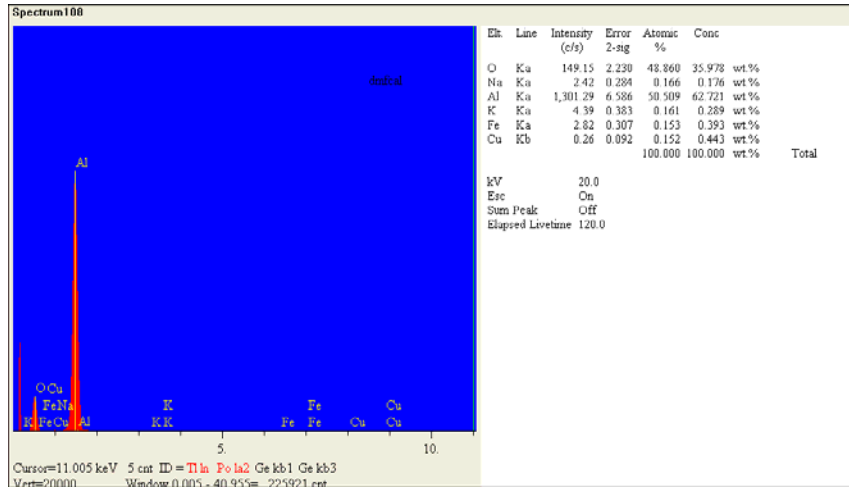 Spectrum108
Elt. Line Intensity (c/s) Error 2-sig Atomic % Conc
O Ka 149.15 2.230 48.860 35.978 wt.%
Na Ka 2.42 0.284 0.166 0.176 wt.%
Al Ka 1,301.29 6.586 50.509 62.721 wt.%
K Ka 4.39 0.383 0.161 0.289 wt.%
Fe Ka 2.82 0.307 0.153 0.393 wt.%
Cu Kb 0.26 0.092 0.152 0.443 wt.%
100.000 100.000 wt.% Total
kV 20.0
Esc On
Sum Peak Off
Elapsed Livetime 120.0
Al
O Cu
Fe Na K Fe Cu
K Fe Cu Al K K Fe Fe Cu Cu
5. 10.
Cursor=11.005 keV 5 cnt ID = Tl ln Po la2 Ge kb1 Ge kb3
Vert=20000 Window 0.005 - 40.955= 225921 cnt